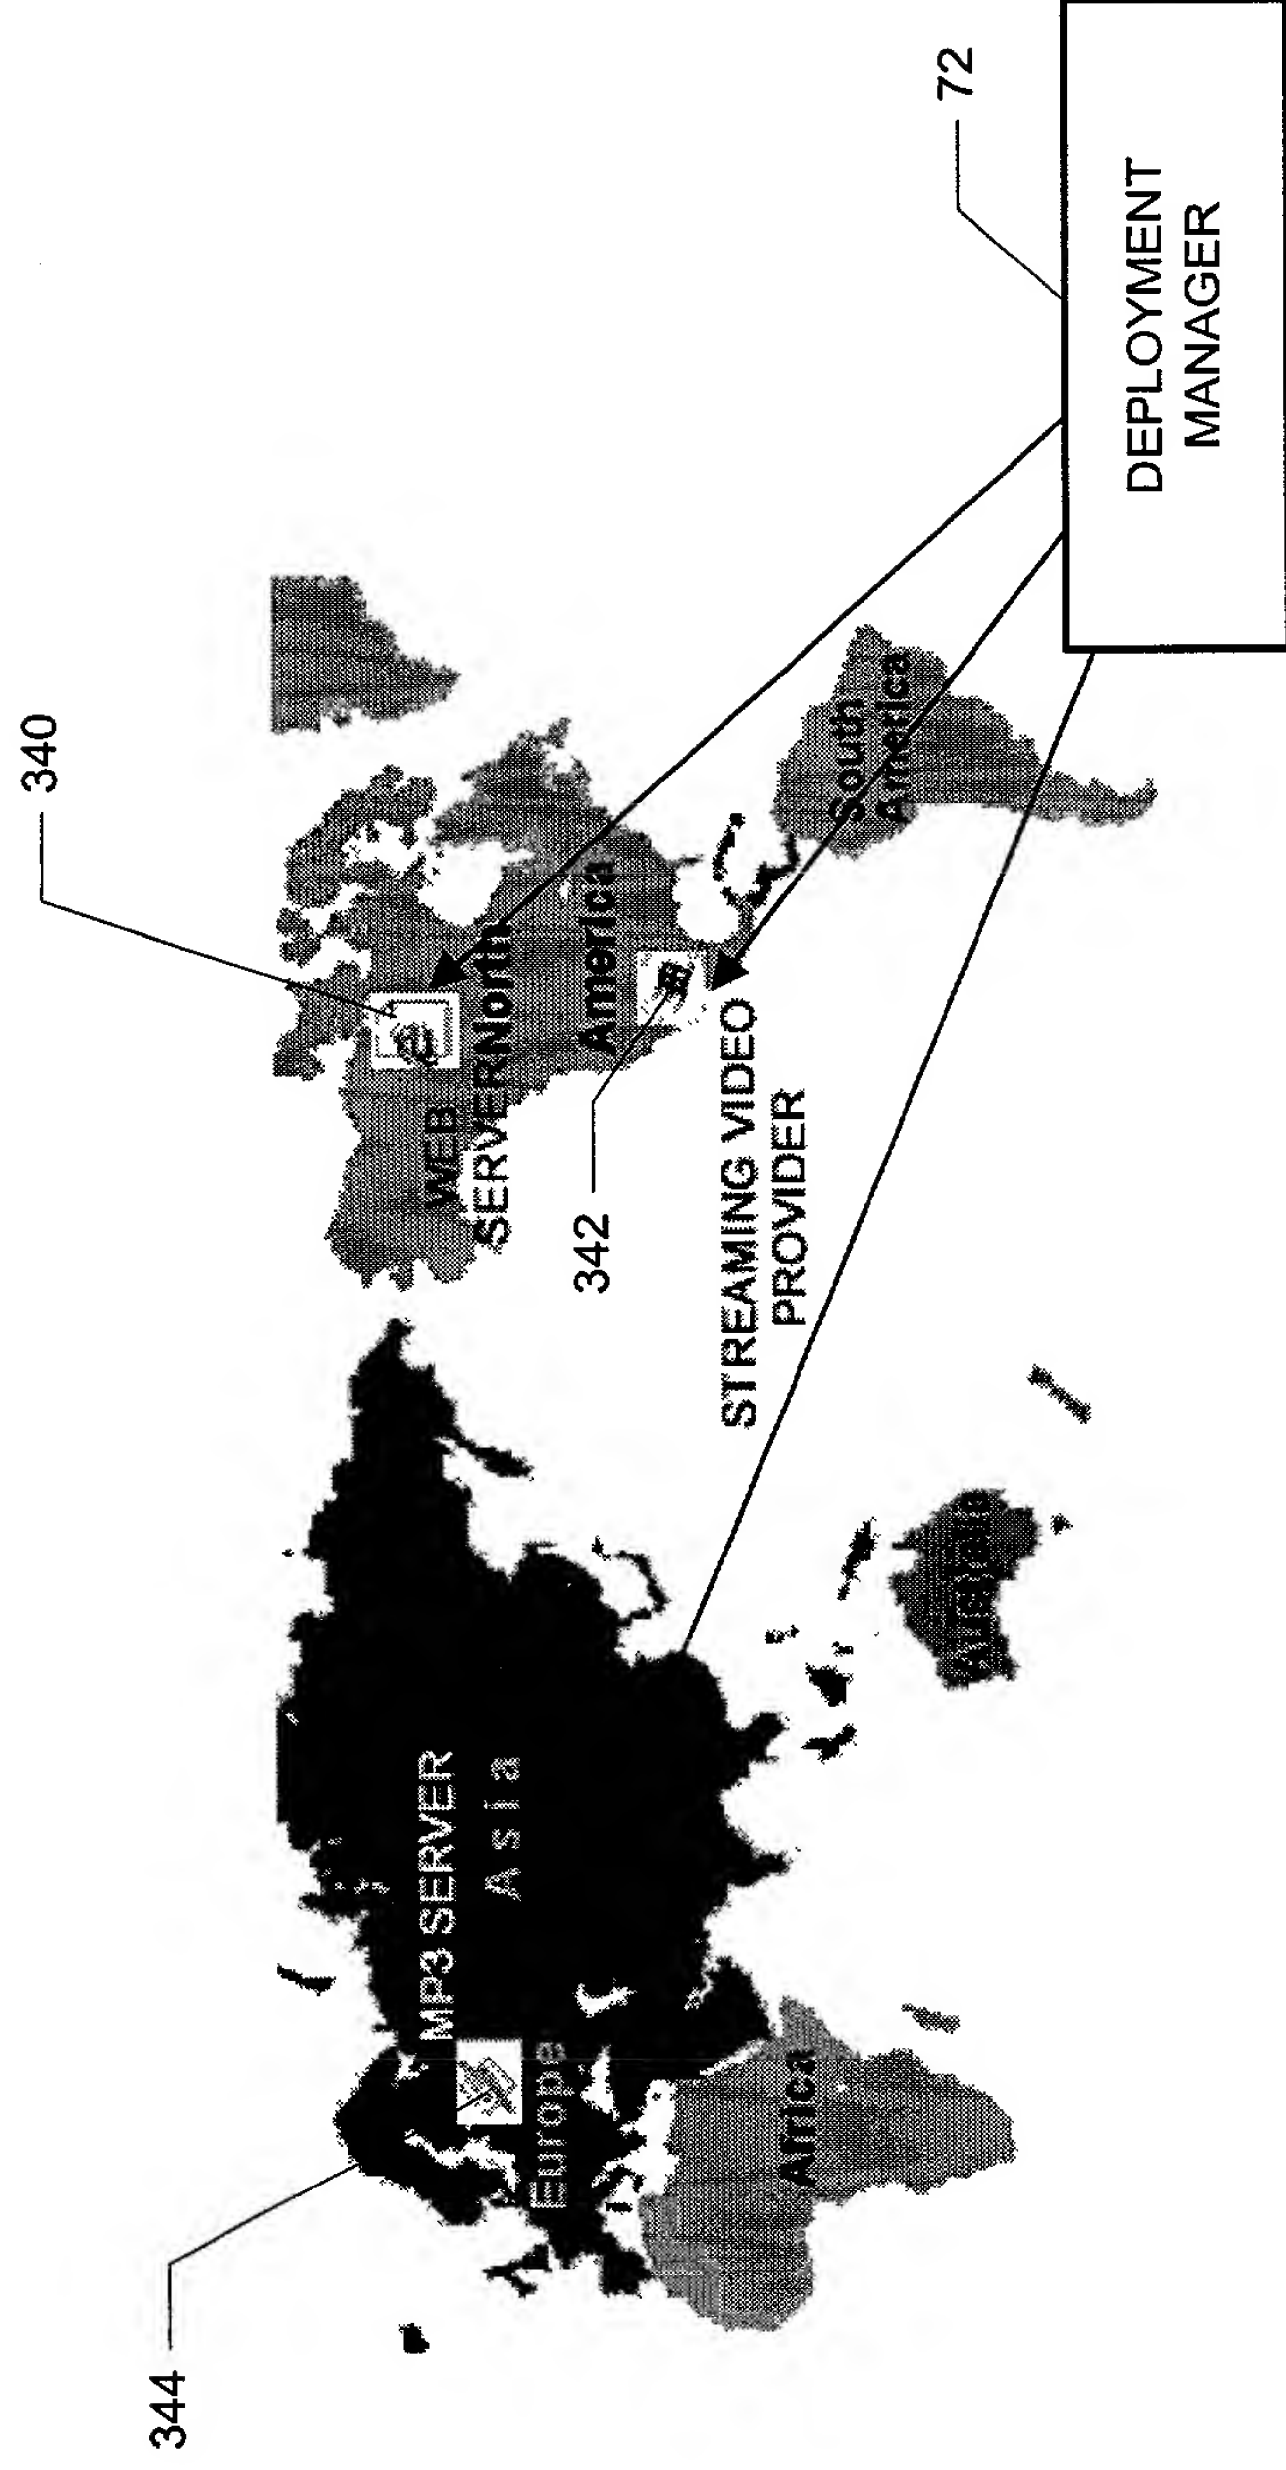 340
344
MP3 SERVER
Asia
Europe
Africa
Australia
WEB
SERVER
North
America
342
STREAMING VIDEO
PROVIDER
South
America
72
DEPLOYMENT
MANAGER